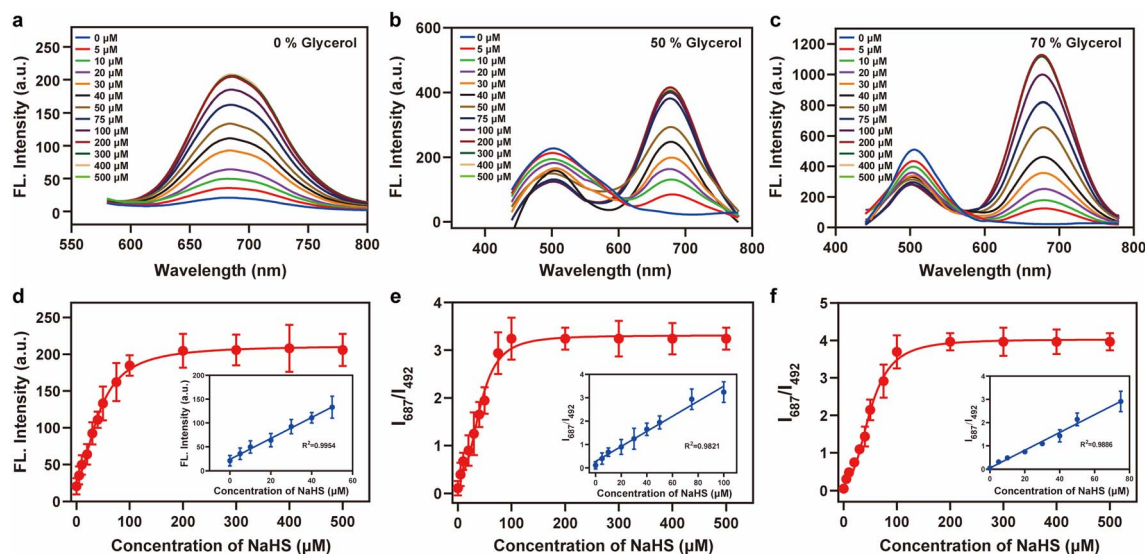 a
0 % Glycerol
FL. Intensity (a.u.)
250
200
150
100
50
0
0 μM
5 μM
10 μM
20 μM
30 μM
40 μM
50 μM
75 μM
100 μM
200 μM
300 μM
400 μM
500 μM
550 600 650 700 750 800
Wavelength (nm)
b
50 % Glycerol
FL. Intensity (a.u.)
600
400
200
0
0 μM
5 μM
10 μM
20 μM
30 μM
40 μM
50 μM
75 μM
100 μM
200 μM
300 μM
400 μM
500 μM
400 500 600 700 800
Wavelength (nm)
c
70 % Glycerol
FL. Intensity (a.u.)
1200
1000
800
600
400
200
0
0 μM
5 μM
10 μM
20 μM
30 μM
40 μM
50 μM
75 μM
100 μM
200 μM
300 μM
400 μM
500 μM
400 500 600 700 800
Wavelength (nm)
d
FL. Intensity (a.u.)
250
200
150
100
50
0
0 100 200 300 400 500
Concentration of NaHS (μM)
FL. Intensity (a.u.)
200
150
100
50
0
R²=0.9954
0 20 40
Concentration of NaHS (μM)
e
I687/I492
4
3
2
1
0
0 100 200 300 400 500
Concentration of NaHS (μM)
I687/I492
4
3
2
1
0
R²=0.9821
0 20 40 60 80 100
Concentration of NaHS (μM)
f
I687/I492
5
4
3
2
1
0
0 100 200 300 400 500
Concentration of NaHS (μM)
I687/I492
5
4
3
2
1
0
R²=0.9886
0 20 40 60 80
Concentration of NaHS (μM)